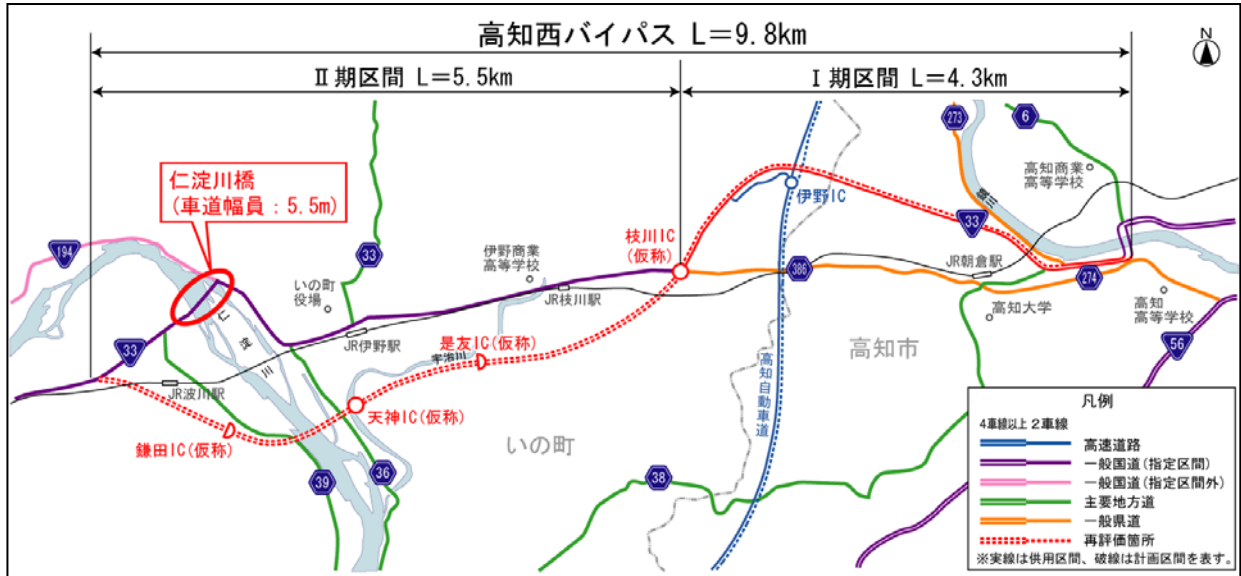 高知西バイパス L=9.8km
Ⅱ期区間 L=5.5km
Ⅰ期区間 L=4.3km
N
仁淀川橋
(車道幅員：5.5m)
194
33
33
いの町
役場
伊野商業
高等学校
枝川IC
(仮称)
伊野IC
273
6
高知商業
高等学校
鏡川
33
JR朝倉駅
386
274
高知大学
高知
高等学校
56
JR枝川駅
JR伊野駅
仁淀川
宇治川
是友IC(仮称)
33
JR波川駅
天神IC(仮称)
鎌田IC(仮称)
39
36
いの町
38
高知自動車道
高知市
凡例
4車線以上 2車線
高速道路
一般国道(指定区間)
一般国道(指定区間外)
主要地方道
一般県道
再評価箇所
※実線は供用区間、破線は計画区間を表す。